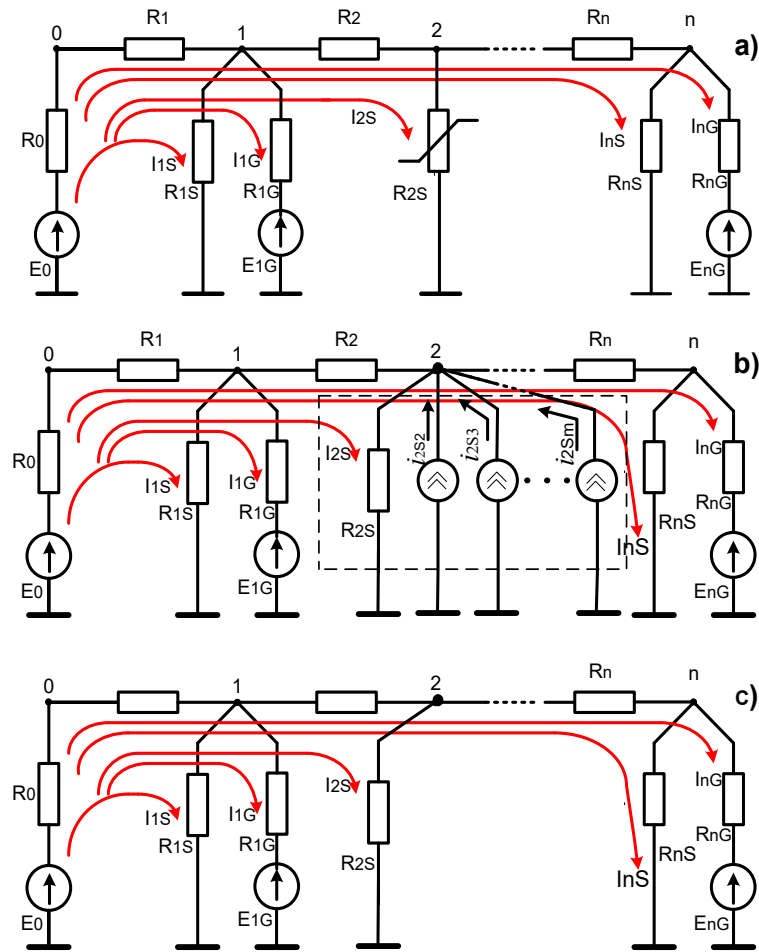 0 R1 1 R2 2 Rn n a)
R0 I1S I1G I2S InS InG
R1S R1G R2S RnS RnG
E0 E1G EnG
0 R1 1 R2 2 Rn n b)
R0 I1S I1G I2S i2S2 i2S3 i2Sm InG
R1S R1G R2S InS RnS RnG
E0 E1G EnG
0 1 2 Rn n c)
R0 I1S I1G I2S InG
R1S R1G R2S InS RnS RnG
E0 E1G EnG